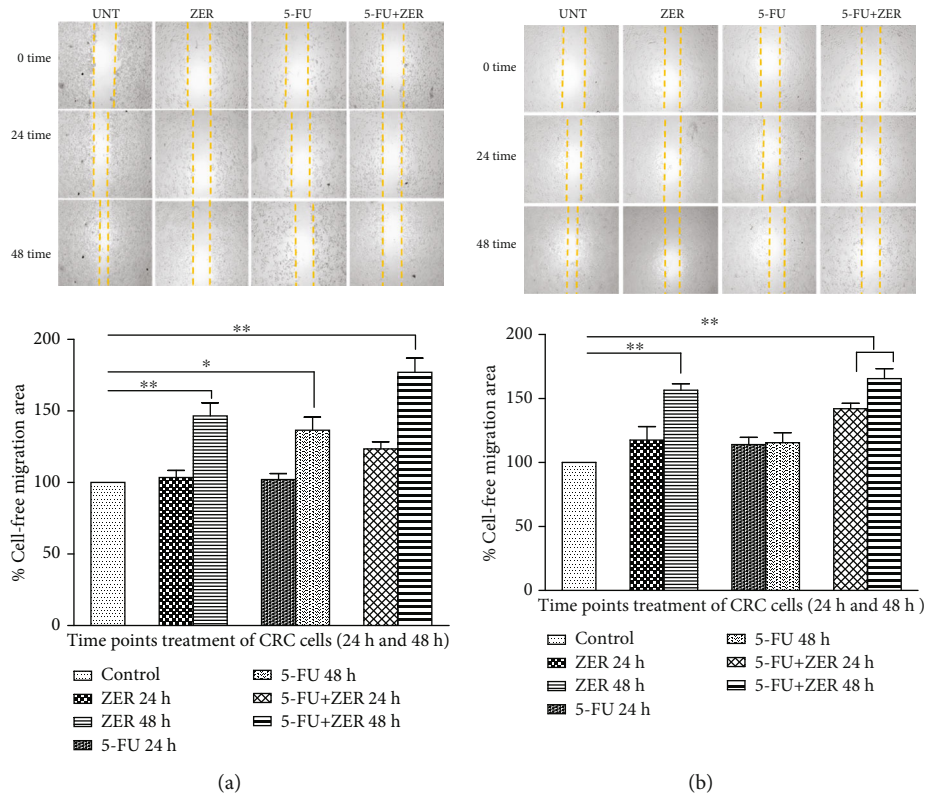 UNT ZER 5-FU 5-FU+ZER
0 time
24 time
48 time
**
*
**
200
150
100
50
0
% Cell-free migration area
Time points treatment of CRC cells (24 h and 48 h)
Control
ZER 24 h
ZER 48 h
5-FU 24 h
5-FU 48 h
5-FU+ZER 24 h
5-FU+ZER 48 h
(a)
UNT ZER 5-FU 5-FU+ZER
0 time
24 time
48 time
**
**
200
150
100
50
0
% Cell-free migration area
Time points treatment of CRC cells (24 h and 48 h )
Control
ZER 24 h
ZER 48 h
5-FU 24 h
5-FU 48 h
5-FU+ZER 24 h
5-FU+ZER 48 h
(b)